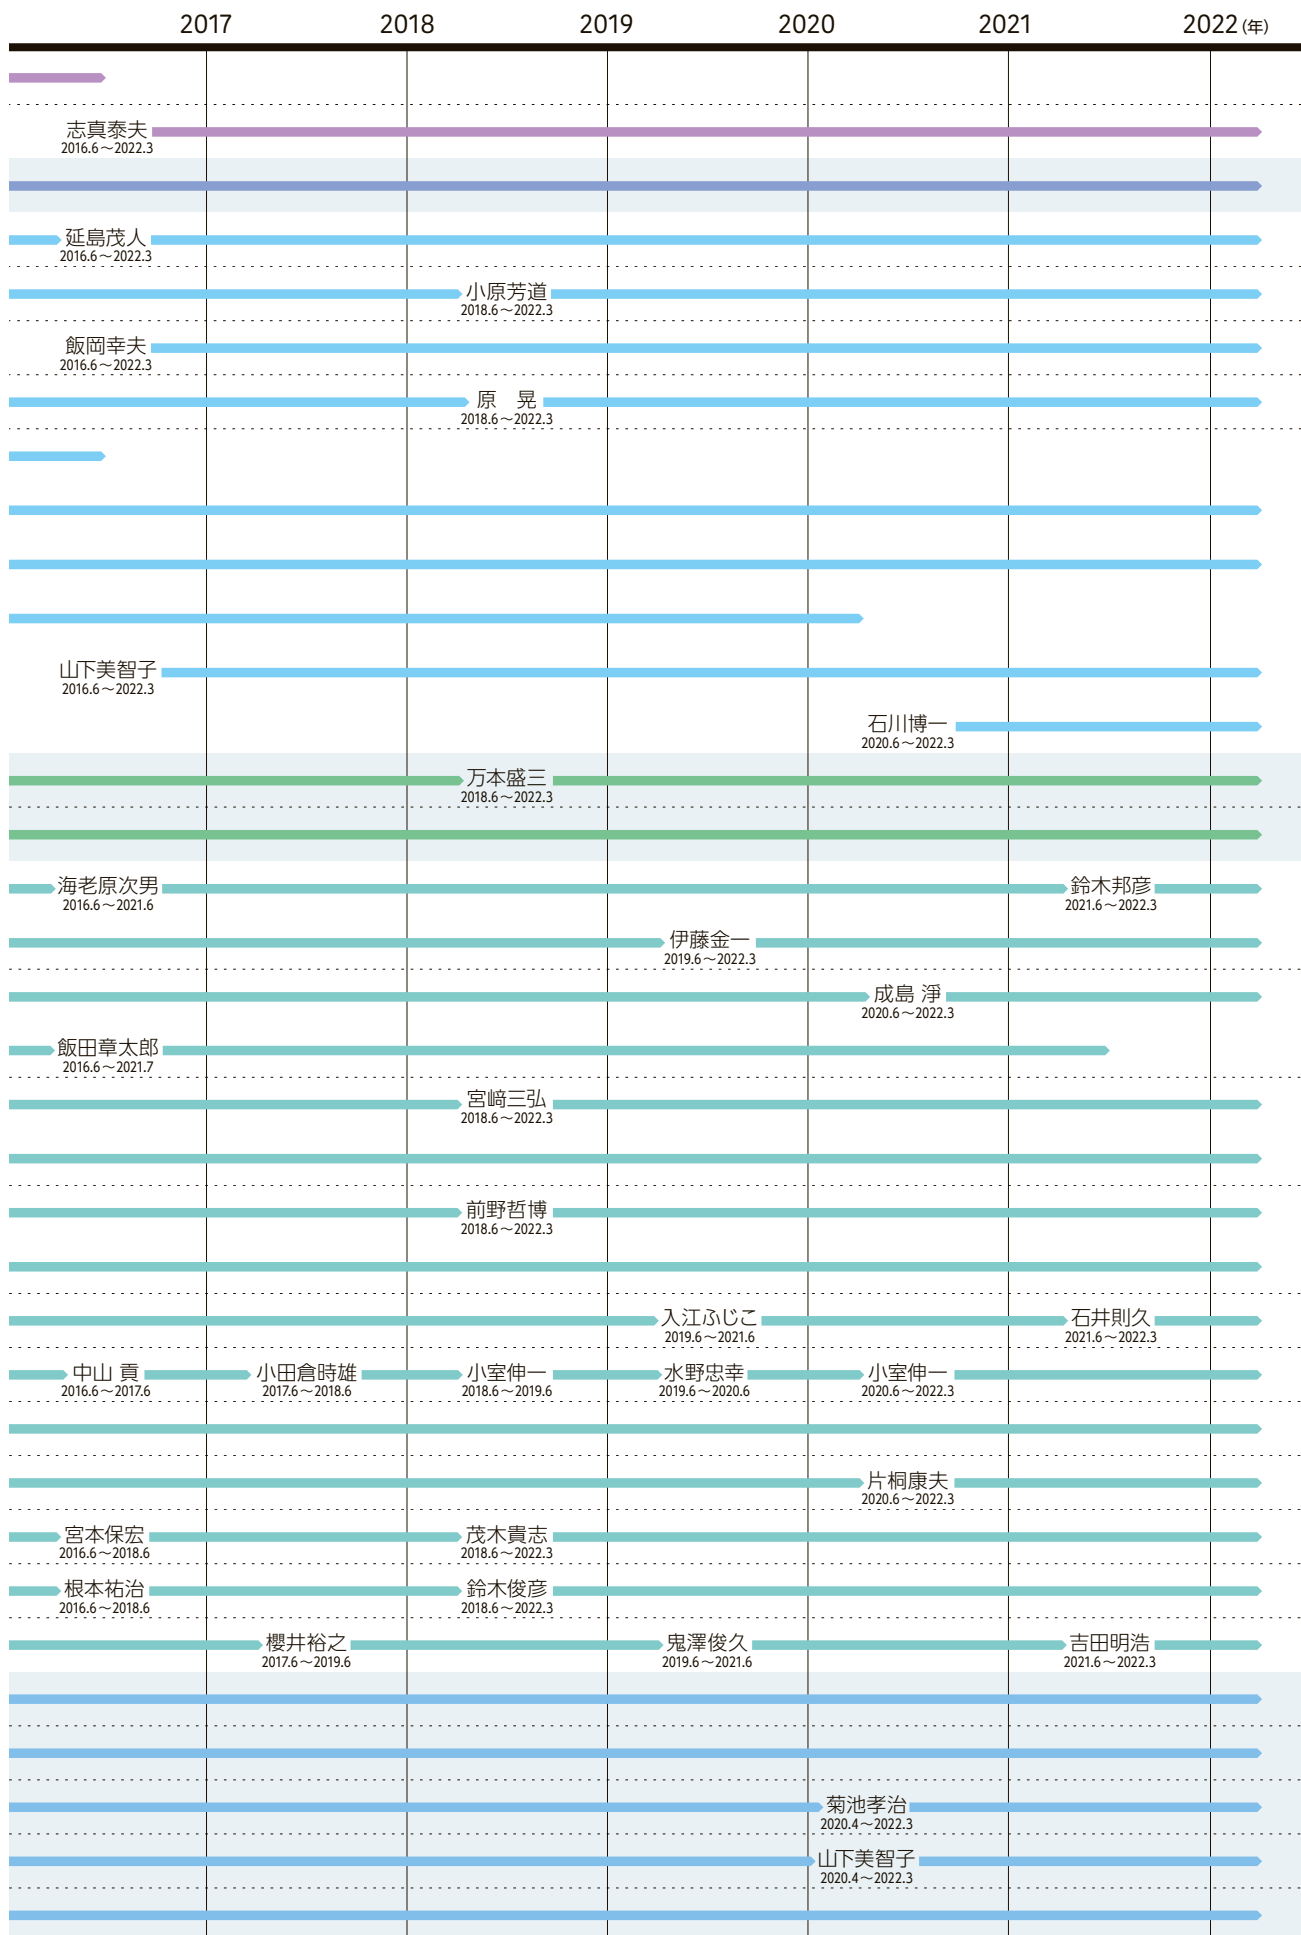 2017 2018 2019 2020 2021 2022 (年)
志真泰夫
2016.6～2022.3
延島茂人
2016.6～2022.3
小原芳道
2018.6～2022.3
飯岡幸夫
2016.6～2022.3
原　晃
2018.6～2022.3
山下美智子
2016.6～2022.3
石川博一
2020.6～2022.3
万本盛三
2018.6～2022.3
海老原次男 鈴木邦彦
2016.6～2021.6 2021.6～2022.3
伊藤金一
2019.6～2022.3
成島 淨
2020.6～2022.3
飯田章太郎
2016.6～2021.7
宮﨑三弘
2018.6～2022.3
前野哲博
2018.6～2022.3
入江ふじこ 石井則久
2019.6～2021.6 2021.6～2022.3
中山 貢 小田倉時雄 小室伸一 水野忠幸 小室伸一
2016.6～2017.6 2017.6～2018.6 2018.6～2019.6 2019.6～2020.6 2020.6～2022.3
片桐康夫
2020.6～2022.3
宮本保宏 茂木貴志
2016.6～2018.6 2018.6～2022.3
根本祐治 鈴木俊彦
2016.6～2018.6 2018.6～2022.3
櫻井裕之 鬼澤俊久 吉田明浩
2017.6～2019.6 2019.6～2021.6 2021.6～2022.3
菊池孝治
2020.4～2022.3
山下美智子
2020.4～2022.3